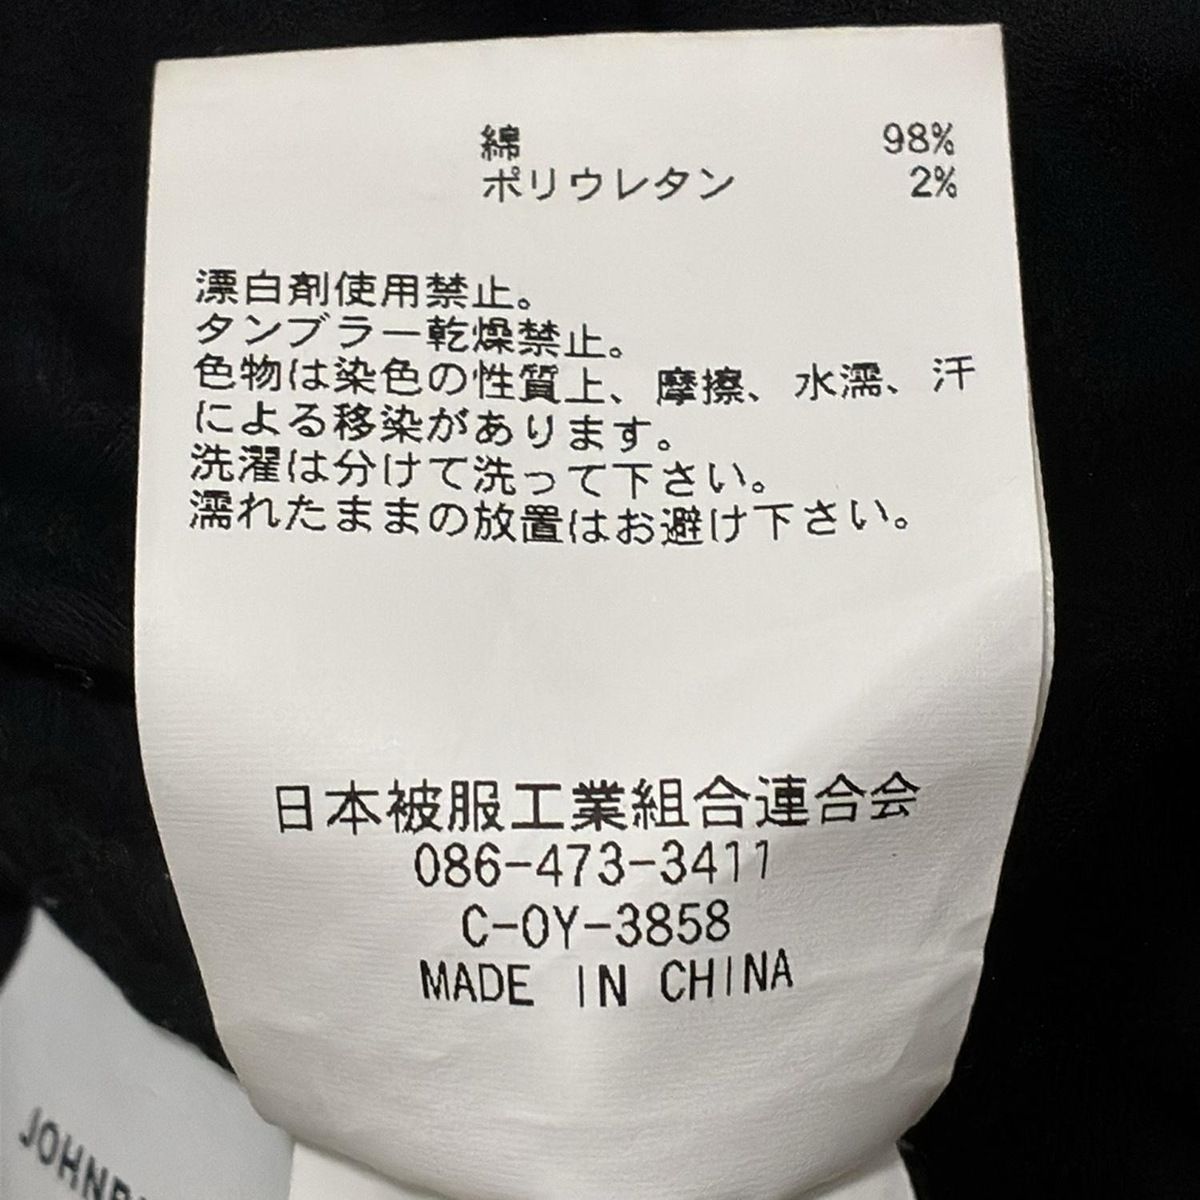 綿 98%
ポリウレタン 2%
漂白剤使用禁止。
タンブラー乾燥禁止。
色物は染色の性質上、摩擦、水濡、汗
による移染があります。
洗濯は分けて洗って下さい。
濡れたままの放置はお避け下さい。
日本被服工業組合連合会
086-473-3411
C-0Y-3858
MADE IN CHINA